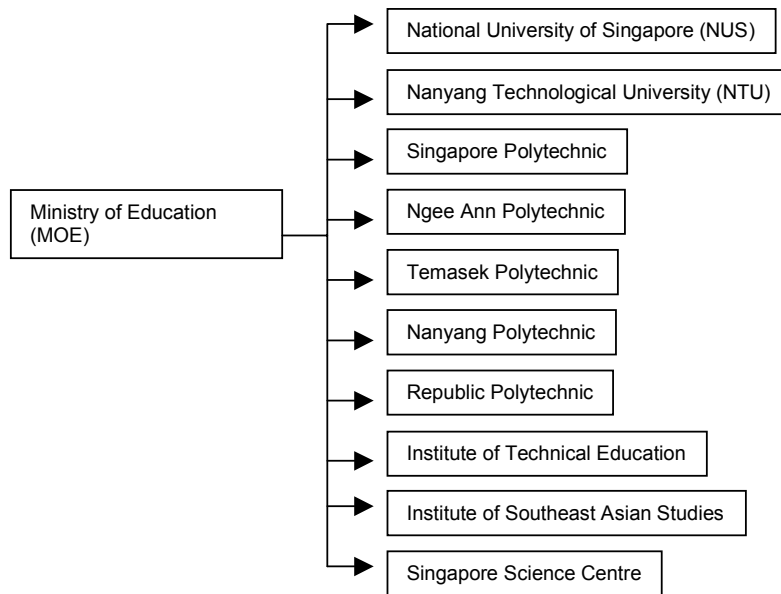 National University of Singapore (NUS)
Nanyang Technological University (NTU)
Singapore Polytechnic
Ministry of Education
(MOE)
Ngee Ann Polytechnic
Temasek Polytechnic
Nanyang Polytechnic
Republic Polytechnic
Institute of Technical Education
Institute of Southeast Asian Studies
Singapore Science Centre